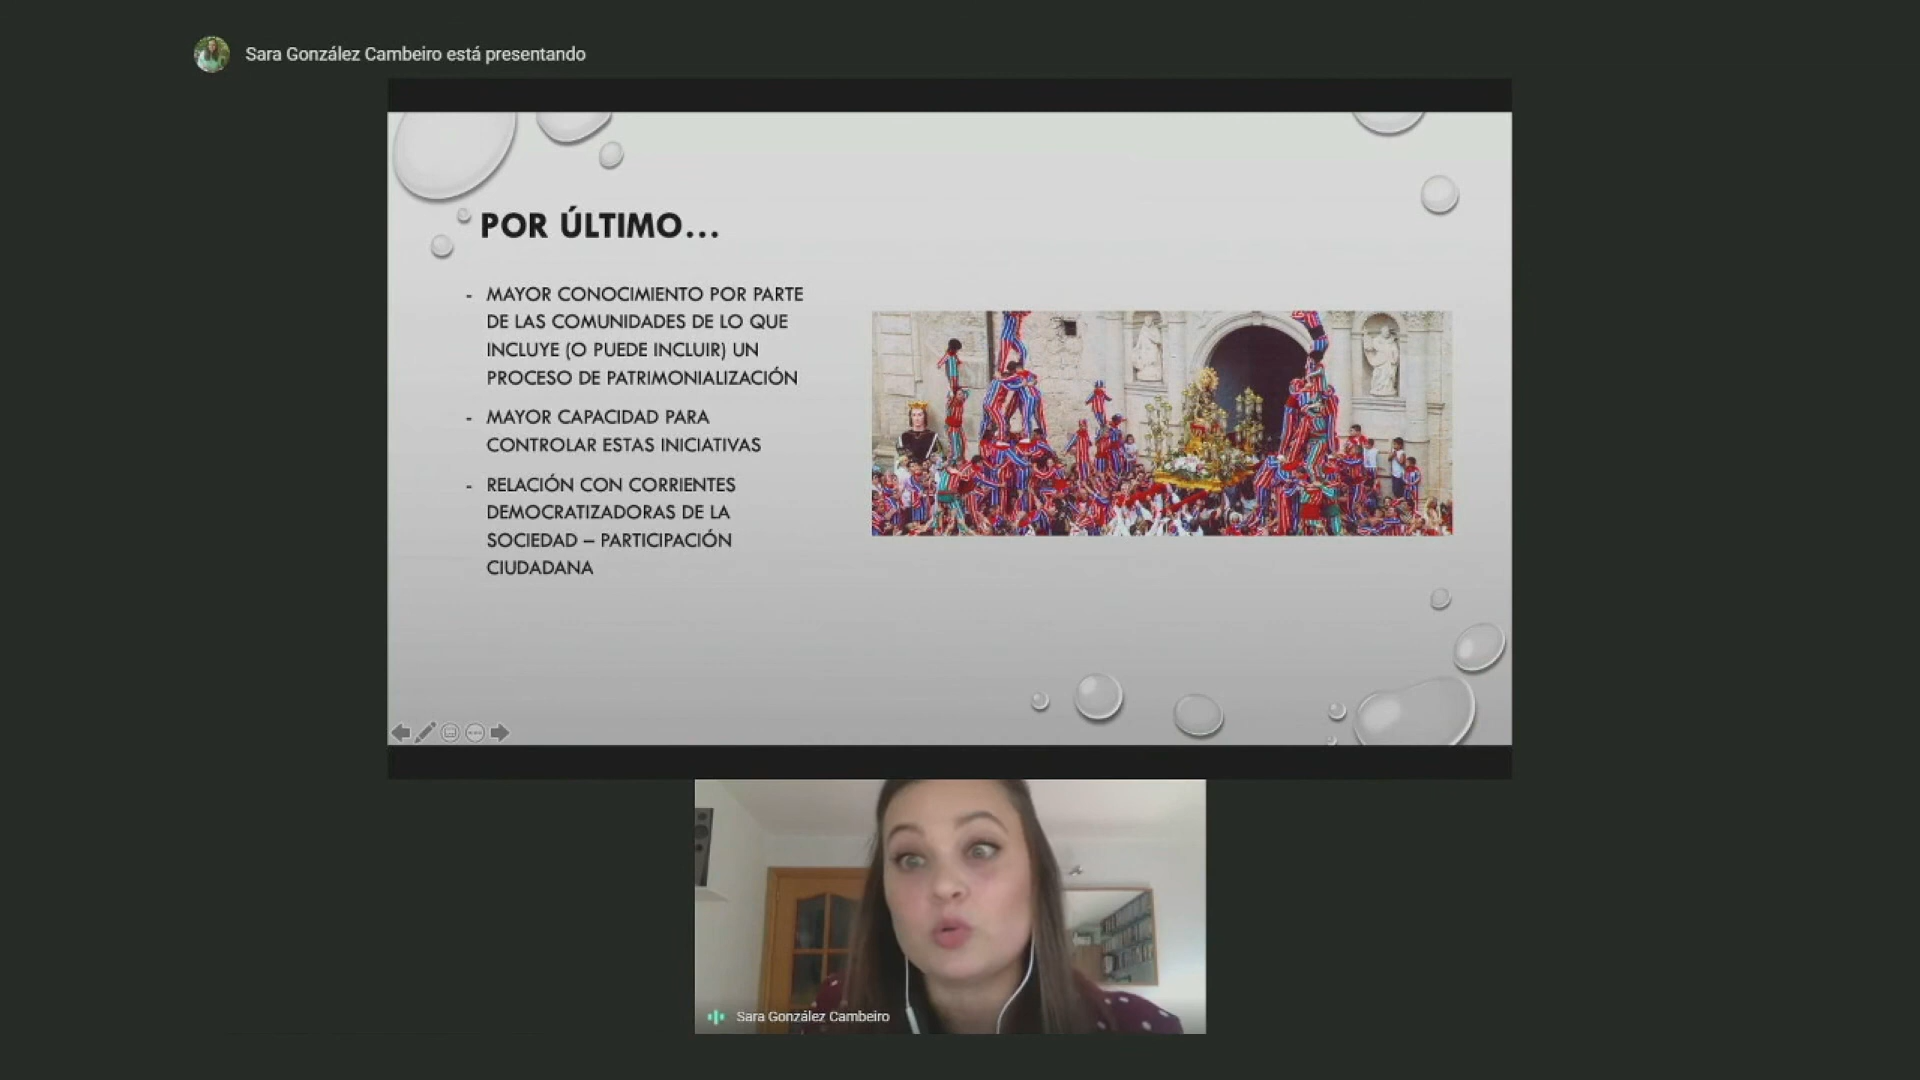 Sara González Cambeiro está presentando
POR ÚLTIMO...
- MAYOR CONOCIMIENTO POR PARTE
DE LAS COMUNIDADES DE LO QUE
INCLUYE (O PUEDE INCLUIR) UN
PROCESO DE PATRIMONIALIZACIÓN
- MAYOR CAPACIDAD PARA
CONTROLAR ESTAS INICIATIVAS
- RELACIÓN CON CORRIENTES
DEMOCRATIZADORAS DE LA
SOCIEDAD – PARTICIPACIÓN
CIUDADANA
Sara González Cambeiro